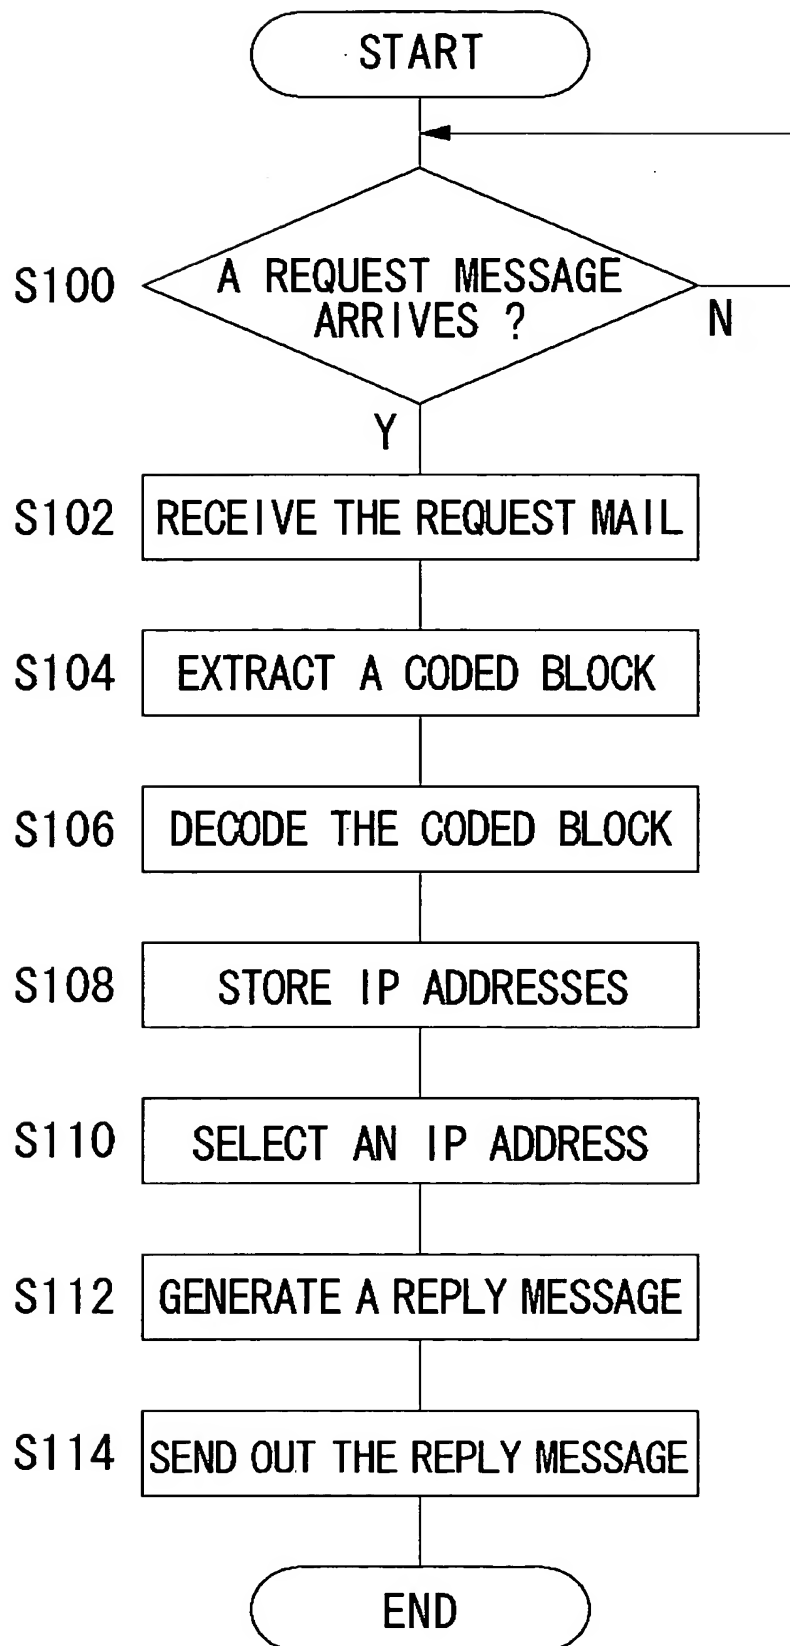 START
S100
A REQUEST MESSAGE
ARRIVES ?
N
Y
S102
RECEIVE THE REQUEST MAIL
S104
EXTRACT A CODED BLOCK
S106
DECODE THE CODED BLOCK
S108
STORE IP ADDRESSES
S110
SELECT AN IP ADDRESS
S112
GENERATE A REPLY MESSAGE
S114
SEND OUT THE REPLY MESSAGE
END